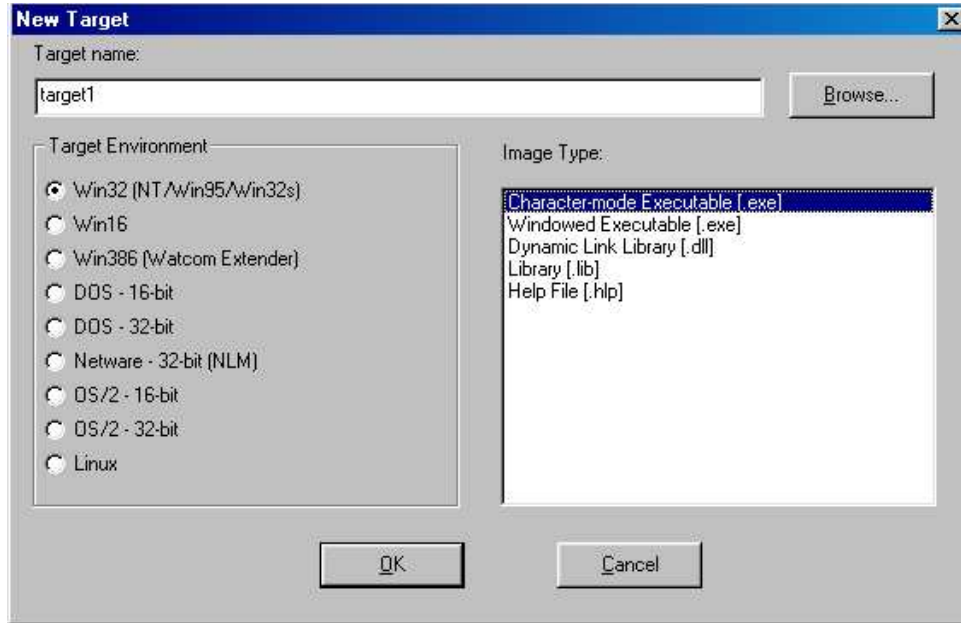 New Target
Target name:
target1
Browse...
Target Environment
Win32 (NT/Win95/Win32s)
Win16
Win386 (Watcom Extender)
DOS - 16-bit
DOS - 32-bit
Netware - 32-bit (NLM)
OS/2 - 16-bit
OS/2 - 32-bit
Linux
Image Type:
Character-mode Executable [.exe]
Windowed Executable [.exe]
Dynamic Link Library [.dll]
Library [.lib]
Help File [.hlp]
OK
Cancel